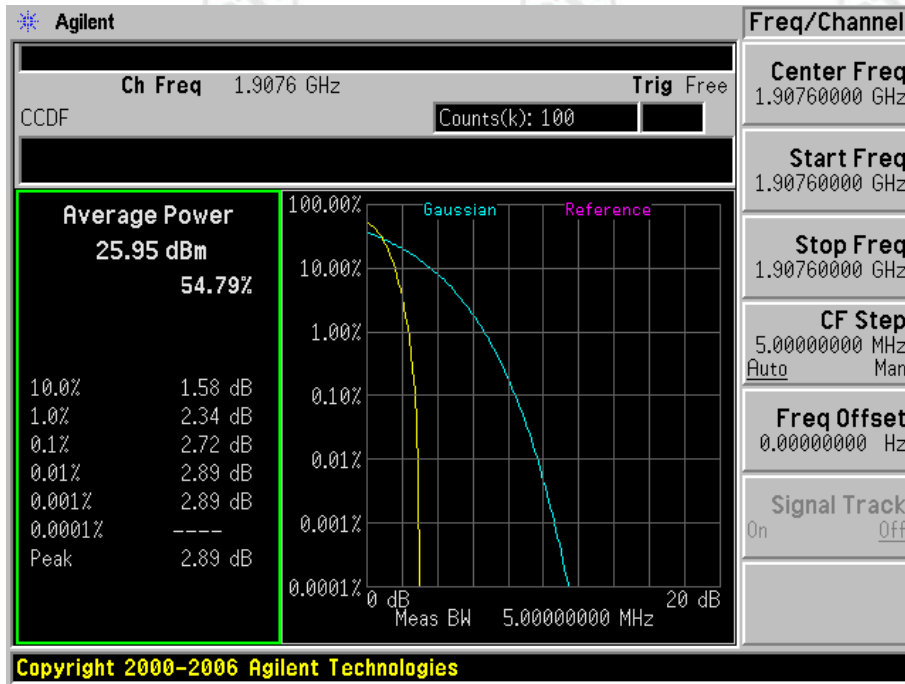 Agilent
Freq/Channel
Ch Freq 1.9076 GHz Trig Free
CCDF Counts(k): 100
Center Freq
1.90760000 GHz
Start Freq
1.90760000 GHz
Stop Freq
1.90760000 GHz
CF Step
5.00000000 MHz
Auto Man
Freq Offset
0.00000000 Hz
Signal Track
On Off
Average Power
25.95 dBm
54.79%
10.0% 1.58 dB
1.0% 2.34 dB
0.1% 2.72 dB
0.01% 2.89 dB
0.001% 2.89 dB
0.0001% ----
Peak 2.89 dB
Gaussian Reference
100.00%
10.00%
1.00%
0.10%
0.01%
0.001%
0.0001%
0 dB 20 dB
Meas BW 5.00000000 MHz
Copyright 2000-2006 Agilent Technologies